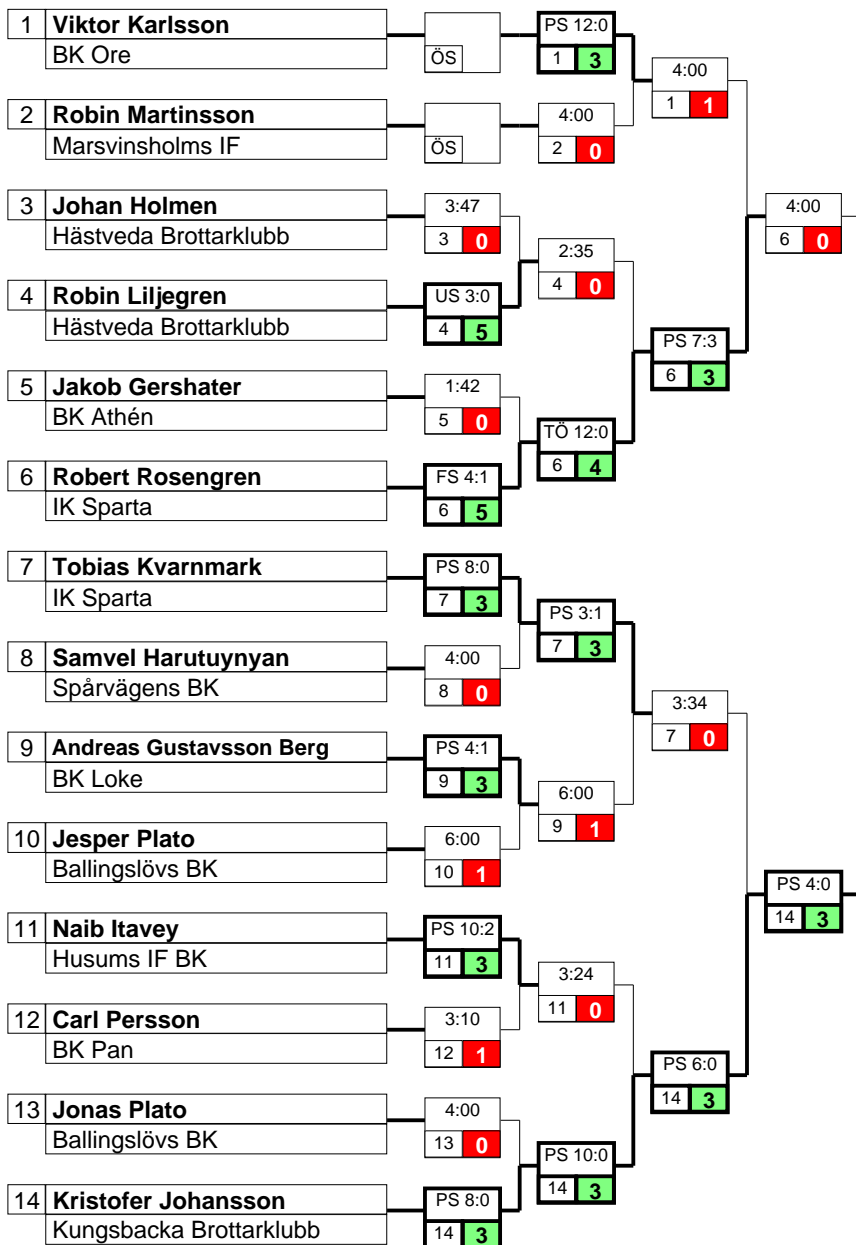 1 Viktor Karlsson
BK Ore
ÖS
PS 12:0
1 3
4:00
1 1
2 Robin Martinsson
Marsvinsholms IF
ÖS
4:00
2 0
3 Johan Holmen
Hästveda Brottarklubb
3:47
3 0
2:35
4 0
4:00
6 0
4 Robin Liljegren
Hästveda Brottarklubb
US 3:0
4 5
PS 7:3
6 3
5 Jakob Gershater
BK Athén
1:42
5 0
TÖ 12:0
6 4
6 Robert Rosengren
IK Sparta
FS 4:1
6 5
7 Tobias Kvarnmark
IK Sparta
PS 8:0
7 3
PS 3:1
7 3
8 Samvel Harutuynyan
Spårvägens BK
4:00
8 0
3:34
7 0
9 Andreas Gustavsson Berg
BK Loke
PS 4:1
9 3
6:00
9 1
10 Jesper Plato
Ballingslövs BK
6:00
10 1
PS 4:0
14 3
11 Naib Itavey
Husums IF BK
PS 10:2
11 3
3:24
11 0
12 Carl Persson
BK Pan
3:10
12 1
PS 6:0
14 3
13 Jonas Plato
Ballingslövs BK
4:00
13 0
PS 10:0
14 3
14 Kristofer Johansson
Kungsbacka Brottarklubb
PS 8:0
14 3